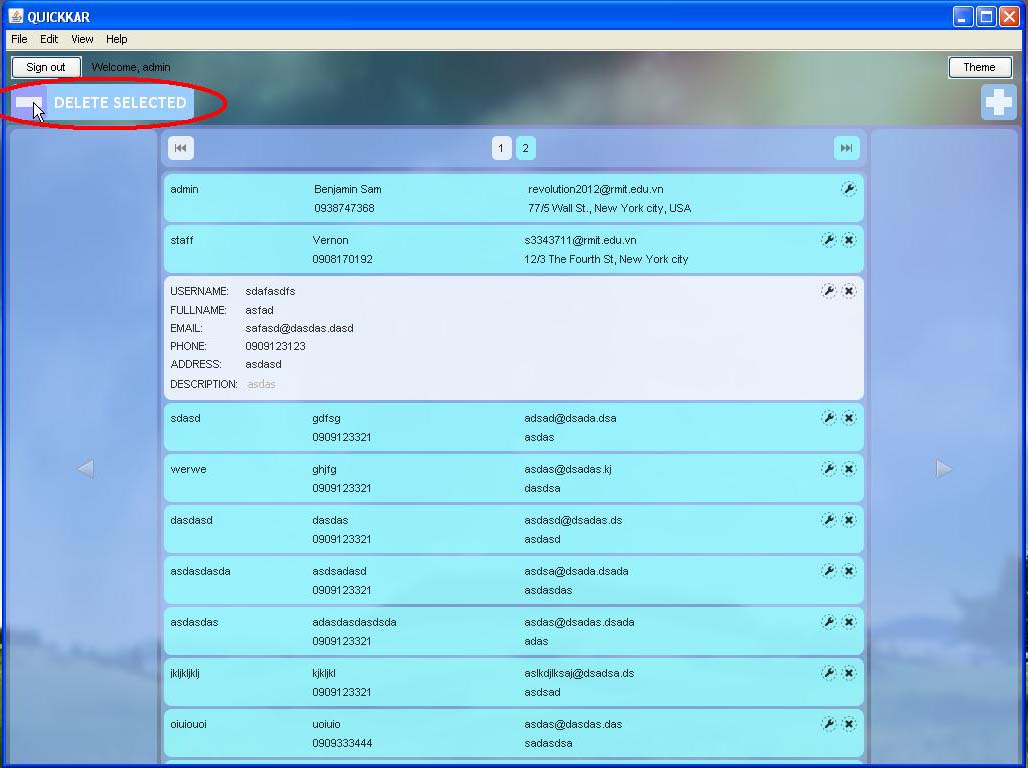 QUICKKAR
File Edit View Help
Sign out Welcome, admin Theme
DELETE SELECTED
1 2
admin Benjamin Sam revolution2012@rmit.edu.vn
0938747368 77/5 Wall St., New York city, USA
staff Vernon s3343711@rmit.edu.vn
0908170192 12/3 The Fourth St, New York city
USERNAME: sdafasdfs
FULLNAME: asfad
EMAIL: safasd@dasdas.dasd
PHONE: 0909123123
ADDRESS: asdasd
DESCRIPTION: asdas
sdasd gdfsg adsad@dsada.dsa
0909123321 asdas
werwe ghjfg asdas@dsadas.kj
0909123321 dasdsa
dasdasd dasdas asdasd@dsadas.ds
0909123321 asdasd
asdasdasda asdsadasd asdsa@dsada.dsada
0909123321 asdasdas
asdasdas adasdasdasdsda asdas@dsadas.dsada
0909123321 adas
jkljkljklj kjkljkl aslkdjlksaj@dsadsa.ds
0909123321 asdsad
oiuiouoi uoiuio asdas@dasdas.das
0909333444 sadasdsa